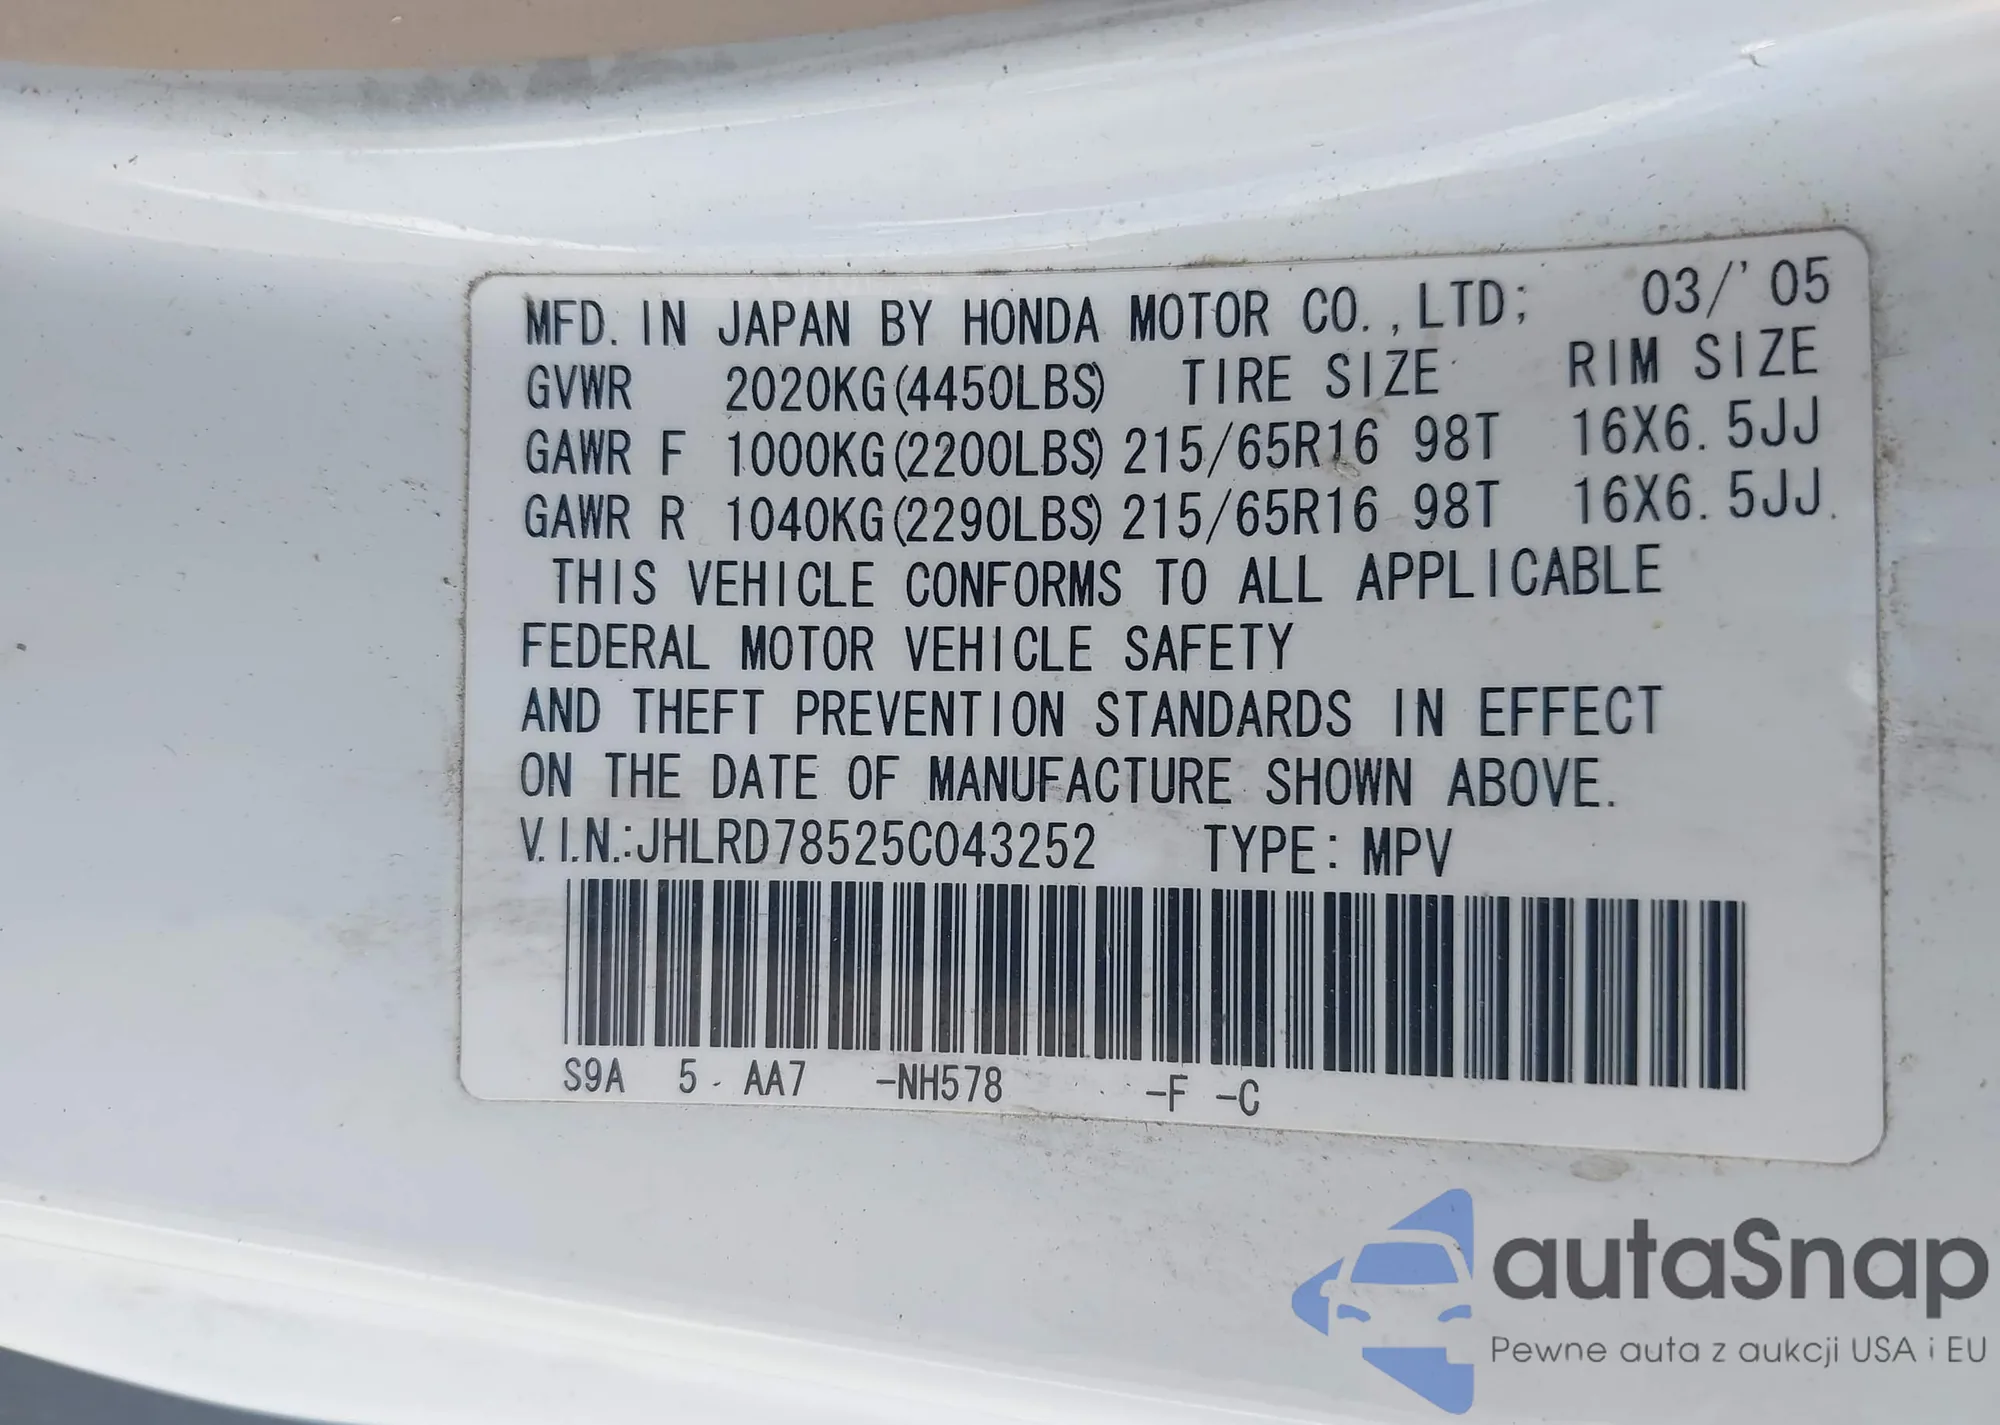 MFD. IN JAPAN BY HONDA MOTOR CO.,LTD; 03/'05
GVWR 2020KG(4450LBS) TIRE SIZE RIM SIZE
GAWR F 1000KG(2200LBS) 215/65R16 98T 16X6.5JJ
GAWR R 1040KG(2290LBS) 215/65R16 98T 16X6.5JJ.
THIS VEHICLE CONFORMS TO ALL APPLICABLE
FEDERAL MOTOR VEHICLE SAFETY
AND THEFT PREVENTION STANDARDS IN EFFECT
ON THE DATE OF MANUFACTURE SHOWN ABOVE.
V.I.N.:JHLRD78525C043252 TYPE: MPV
S9A 5 - AA7 -NH578 -F -C
autaSnap
Pewne auta z aukcji USA i EU